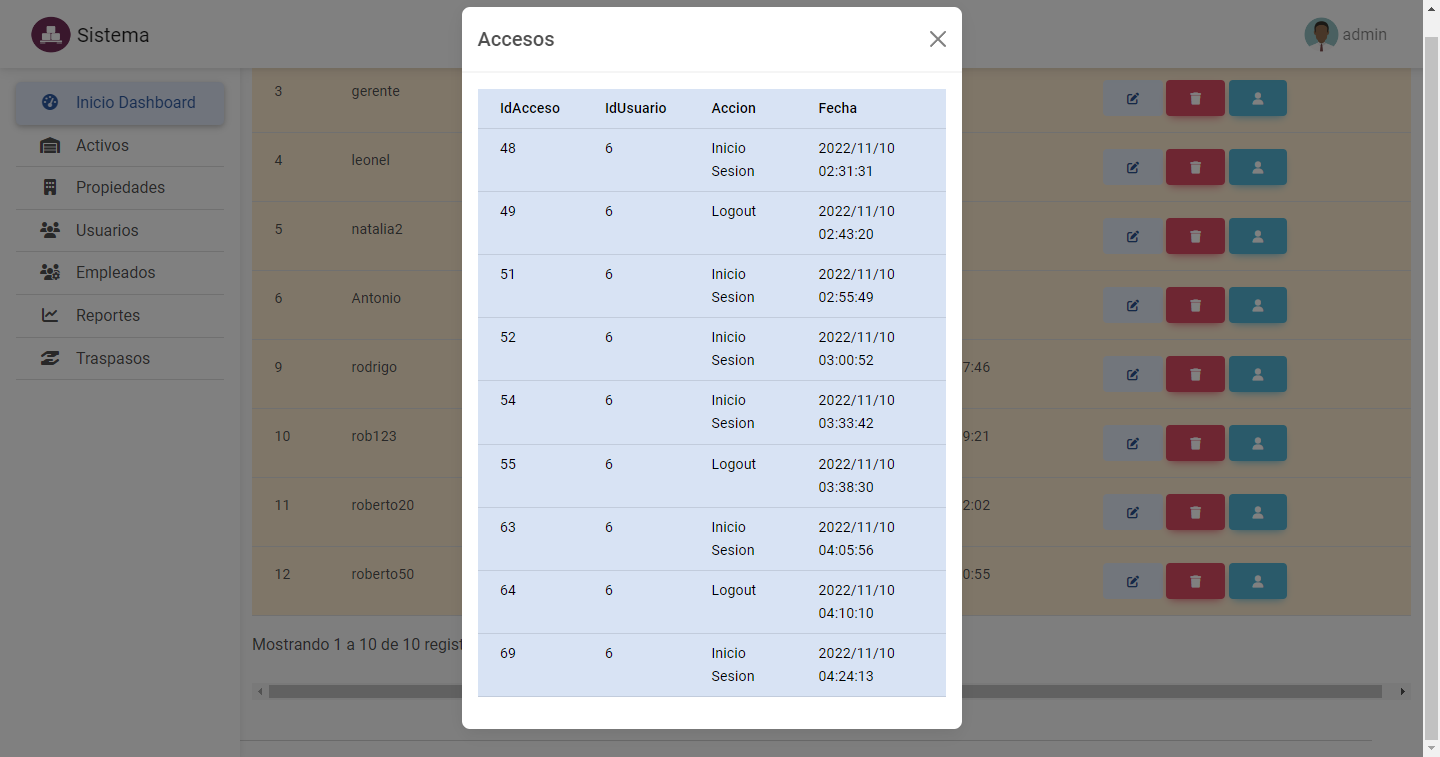 Sistema
admin
Accesos
Inicio Dashboard
Activos
Propiedades
Usuarios
Empleados
Reportes
Traspasos
3 gerente
4 leonel
5 natalia2
6 Antonio
9 rodrigo 7:46
10 rob123 9:21
11 roberto20 2:02
12 roberto50 0:55
Mostrando 1 a 10 de 10 regist
IdAcceso IdUsuario Accion Fecha
48 6 Inicio 2022/11/10
Sesion 02:31:31
49 6 Logout 2022/11/10
02:43:20
51 6 Inicio 2022/11/10
Sesion 02:55:49
52 6 Inicio 2022/11/10
Sesion 03:00:52
54 6 Inicio 2022/11/10
Sesion 03:33:42
55 6 Logout 2022/11/10
03:38:30
63 6 Inicio 2022/11/10
Sesion 04:05:56
64 6 Logout 2022/11/10
04:10:10
69 6 Inicio 2022/11/10
Sesion 04:24:13